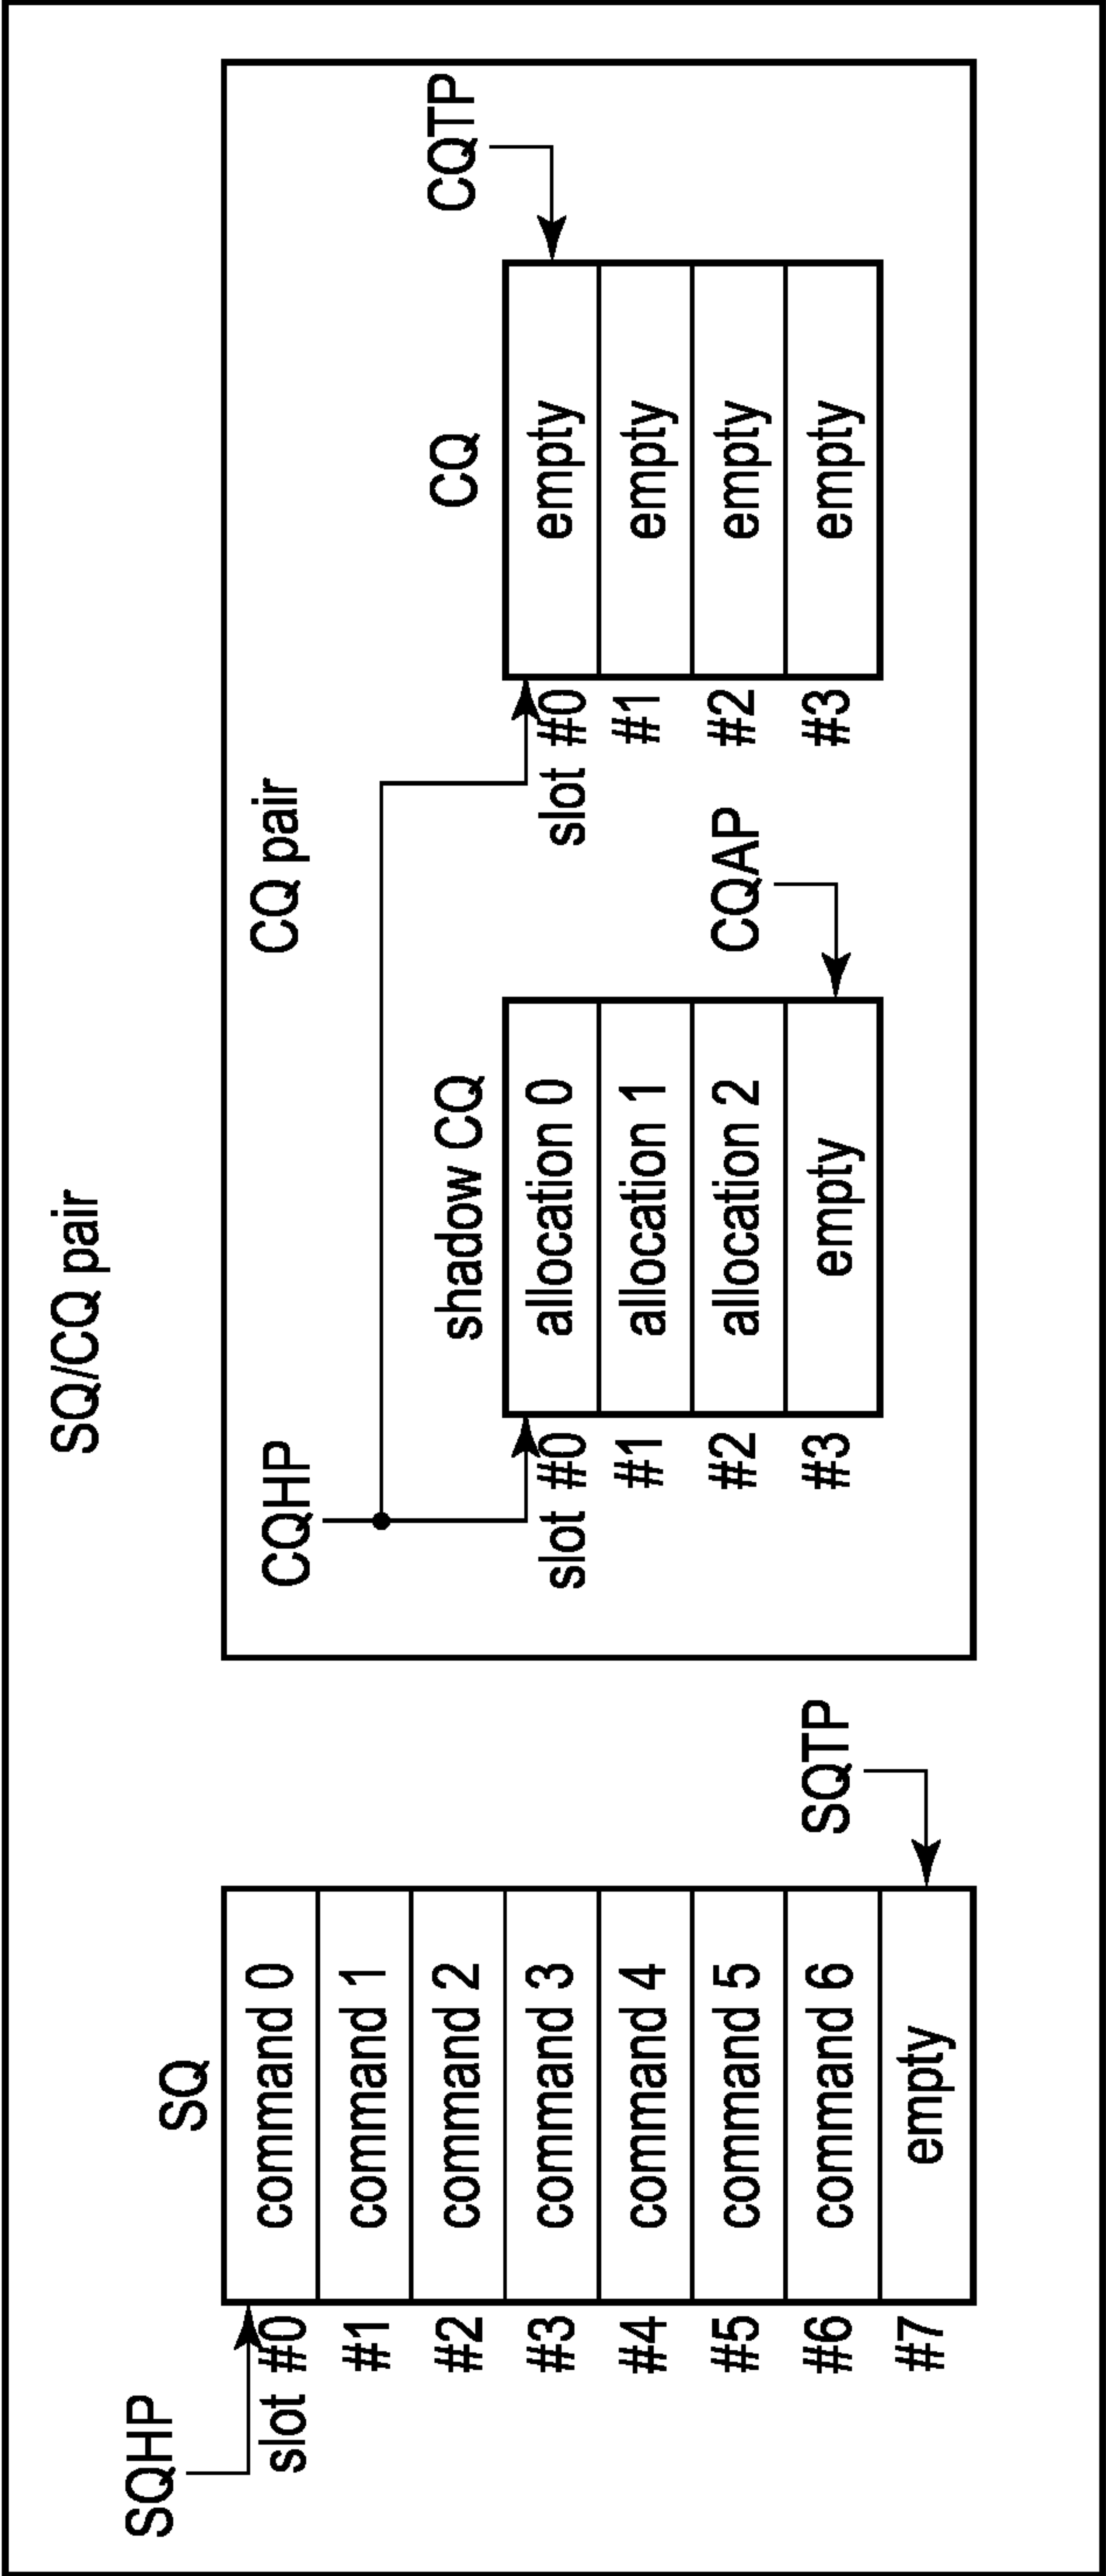 SQ/CQ pair
SQHP
SQ
slot #0
command 0
#1
command 1
#2
command 2
#3
command 3
#4
command 4
#5
command 5
#6
command 6
#7
empty
SQTP
CQ pair
CQHP
shadow CQ
slot #0
allocation 0
#1
allocation 1
#2
allocation 2
#3
empty
CQAP
CQ
slot #0
empty
#1
empty
#2
empty
#3
empty
CQTP